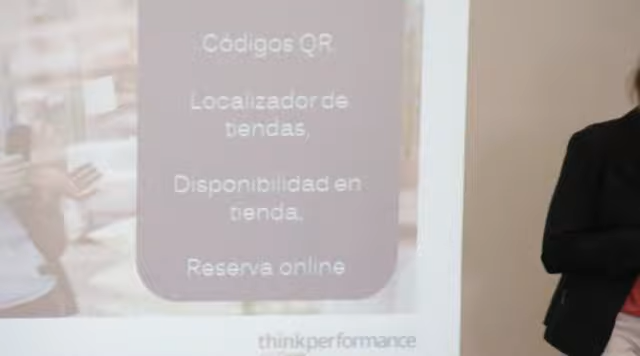 Códigos QR
Localizador de
tiendas,
Disponibilidad en
tienda,
Reserva online
thinkperformance